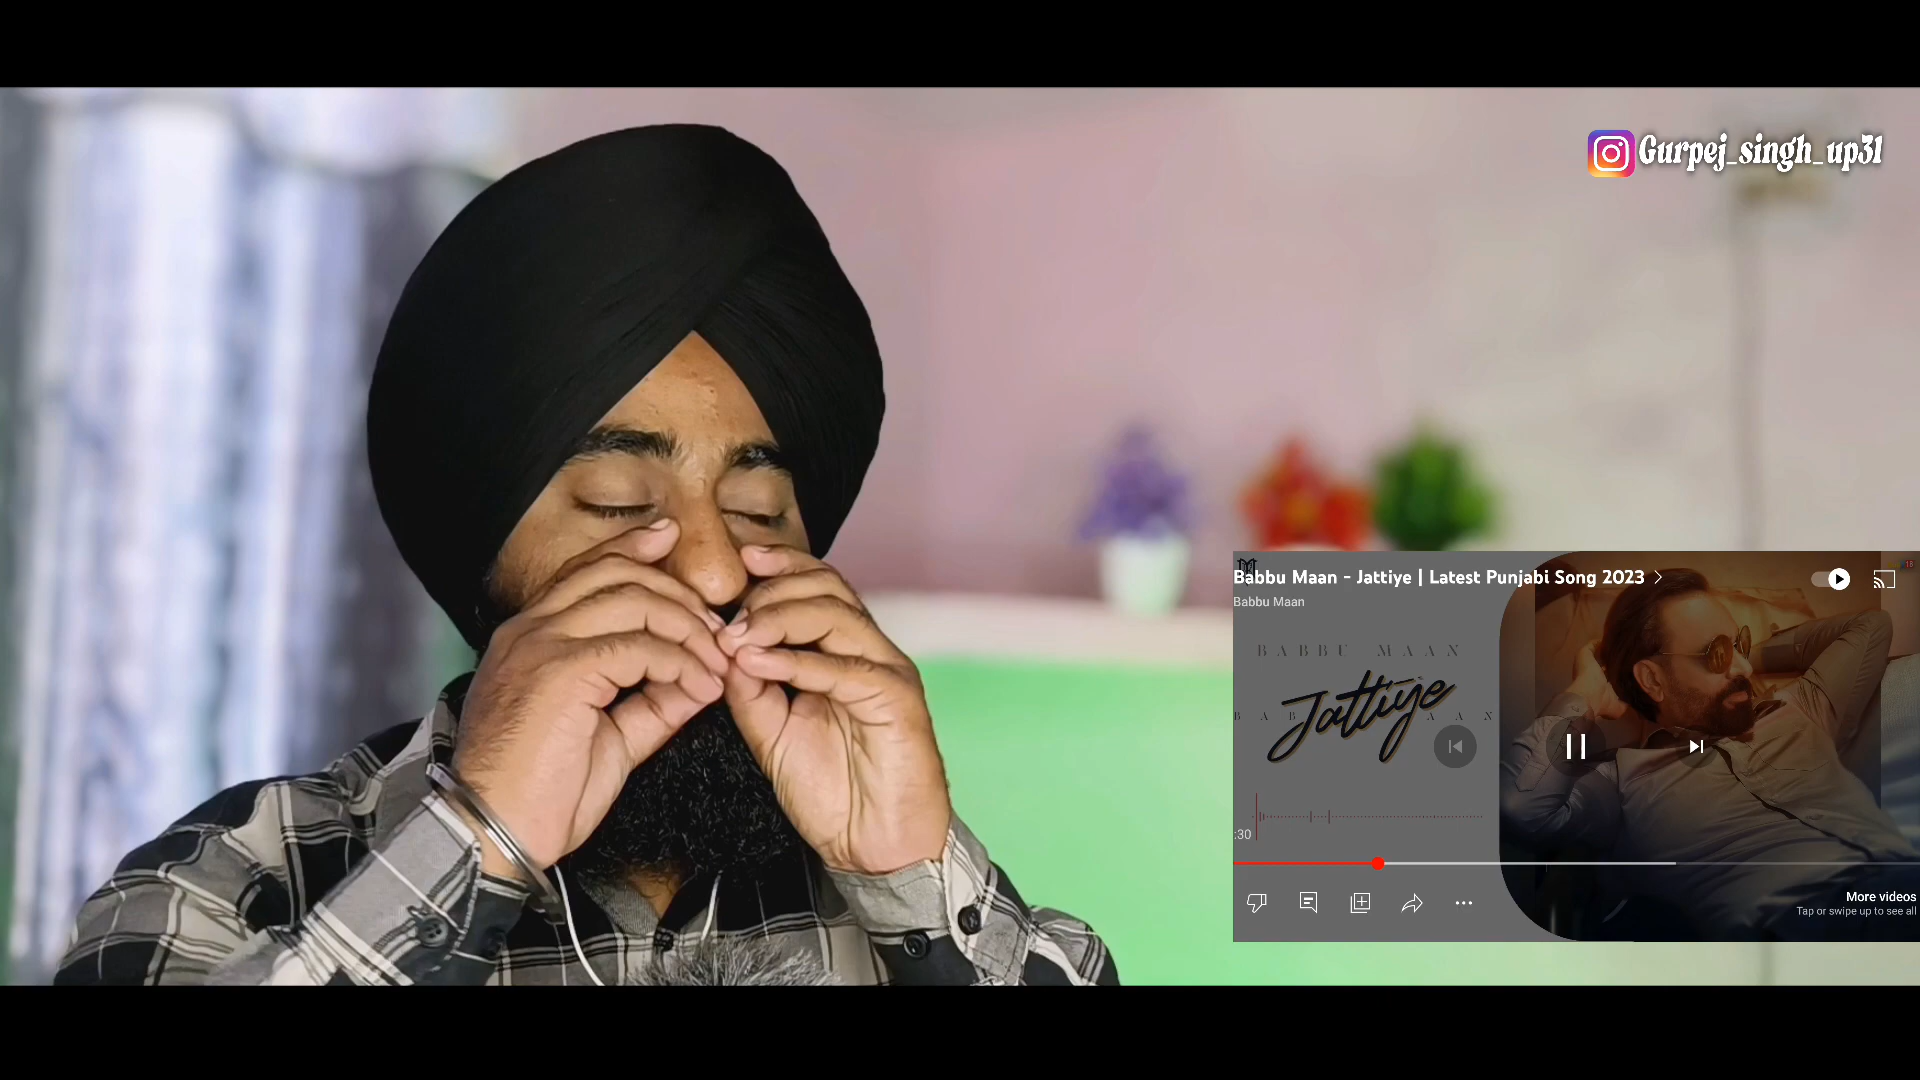 Gurpej_singh_up31
Babbu Maan - Jattiye | Latest Punjabi Song 2023
Babbu Maan
BABBU MAAN
Jattiye
:30
More videos
Tap or swipe up to see all